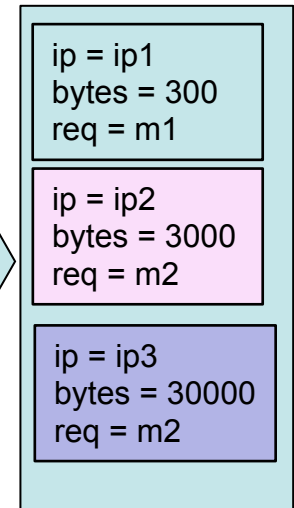 ip = ip1
bytes = 300
req = m1
ip = ip2
bytes = 3000
req = m2
ip = ip3
bytes = 30000
req = m2